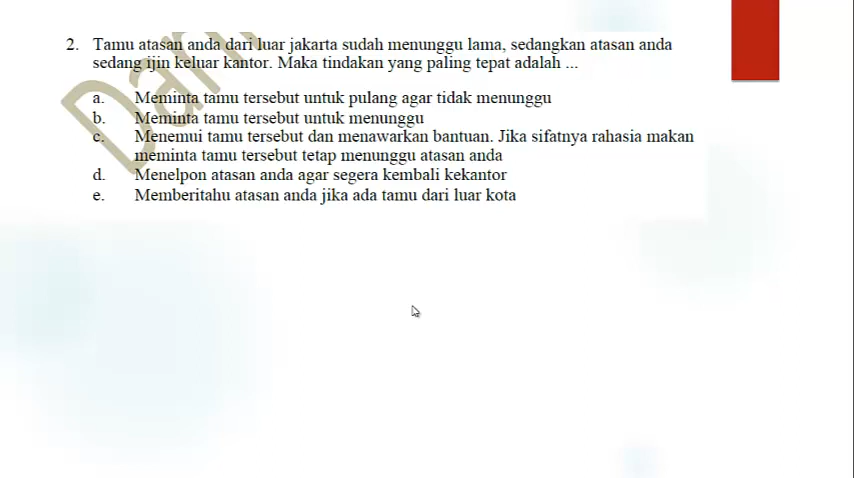 2. Tamu atasan anda dari luar jakarta sudah menunggu lama, sedangkan atasan anda
sedang ijin keluar kantor. Maka tindakan yang paling tepat adalah ...
a. Meminta tamu tersebut untuk pulang agar tidak menunggu
b. Meminta tamu tersebut untuk menunggu
c. Menemui tamu tersebut dan menawarkan bantuan. Jika sifatnya rahasia makan
meminta tamu tersebut tetap menunggu atasan anda
d. Menelpon atasan anda agar segera kembali kekantor
e. Memberitahu atasan anda jika ada tamu dari luar kota